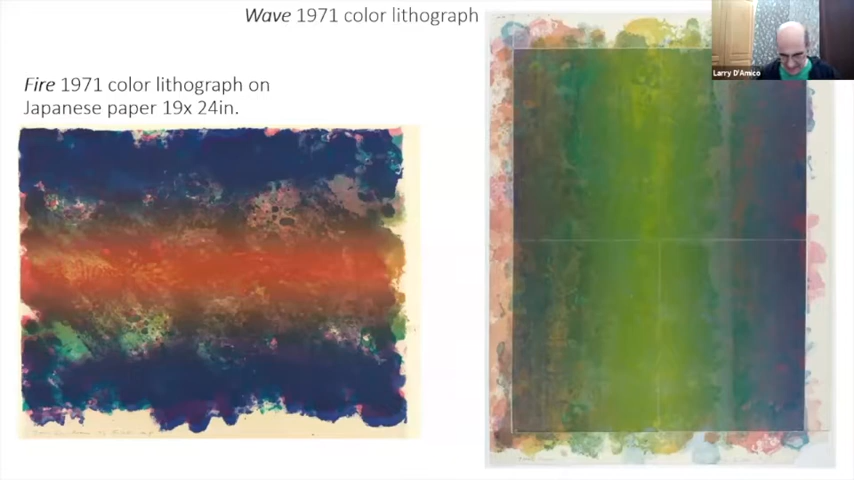 Wave 1971 color lithograph
Fire 1971 color lithograph on
Japanese paper 19x 24in.
Larry D'Amico